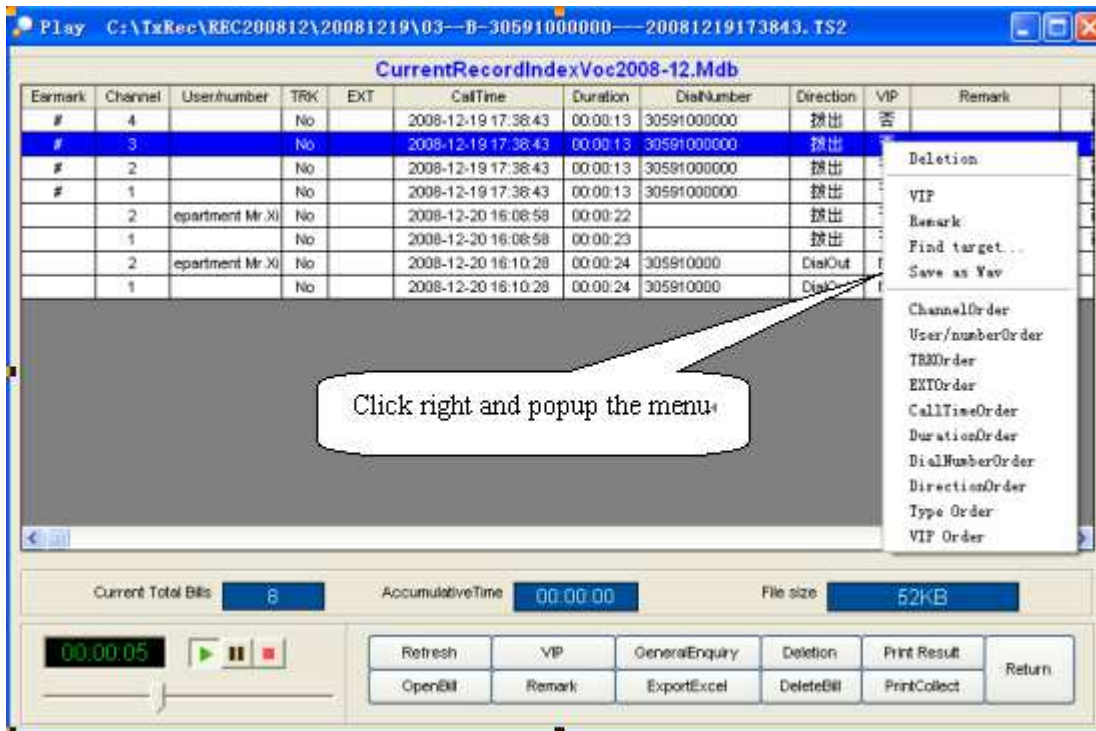 Play C:\TxRec\REC200812\20081219\03--B-30591000000----20081219173843.TS2
CurrentRecordIndexVoc2008-12.Mdb
Earmark Channel User/number TRK EXT CallTime Duration DialNumber Direction VIP Remark
# 4 No 2008-12-19 17:38:43 00:00:13 30591000000 拨出 否
# 3 No 2008-12-19 17:38:43 00:00:13 30591000000 拨出
# 2 No 2008-12-19 17:38:43 00:00:13 30591000000 拨出
# 1 No 2008-12-19 17:38:43 00:00:13 30591000000 拨出
2 epartment Mr.Xi No 2008-12-20 16:08:58 00:00:22 拨出
1 No 2008-12-20 16:08:58 00:00:23 拨出
2 epartment Mr.Xi No 2008-12-20 16:10:28 00:00:24 305910000 DialOut
1 No 2008-12-20 16:10:28 00:00:24 305910000
Deletion
VIP
Remark
Find target...
Save as Wav
ChannelOrder
User/numberOrder
TRKOrder
EXTOrder
CallTimeOrder
DurationOrder
DialNumberOrder
DirectionOrder
Type Order
VIP Order
Click right and popup the menu
Current Total Bills 8 AccumulativeTime 00:00:00 File size 52KB
00:00:05
Refresh VIP GeneralEnquiry Deletion Print Result Return
OpenBill Remark ExportExcel DeleteBill PrintCollect